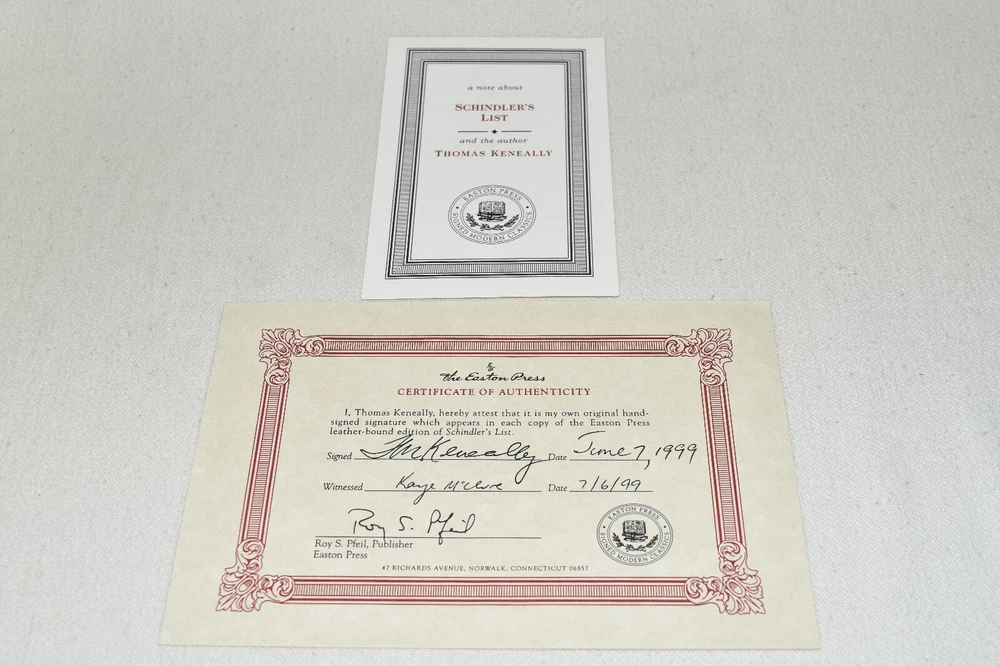 a note about
SCHINDLER'S
LIST
and the author
THOMAS KENEALLY
EASTON PRESS
SIGNED MODERN CLASSICS
The Easton Press
CERTIFICATE OF AUTHENTICITY
I, Thomas Keneally, hereby attest that it is my own original hand-
signed signature which appears in each copy of the Easton Press
leather-bound edition of Schindler's List.
Signed TMKeneally Date June 7, 1999
Witnessed Kaye McClure Date 7/6/99
Roy S. Pfeil
Roy S. Pfeil, Publisher
Easton Press
EASTON PRESS
SIGNED MODERN CLASSICS
47 RICHARDS AVENUE, NORWALK, CONNECTICUT 06857